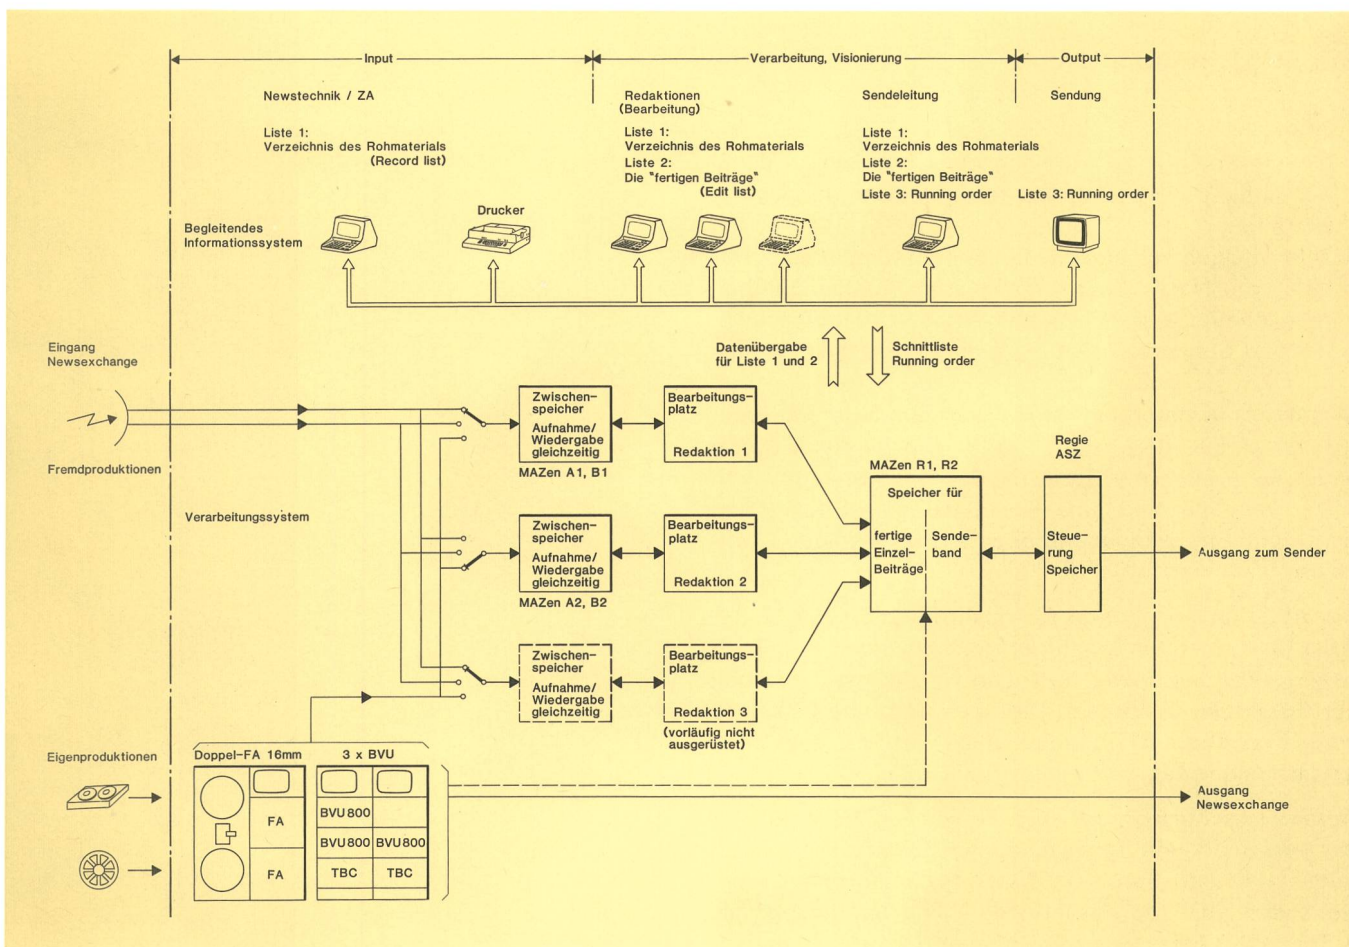 Input
Verarbeitung, Visionierung
Output
Newstechnik / ZA
Liste 1:
Verzeichnis des Rohmaterials
(Record list)
Redaktionen
(Bearbeitung)
Liste 1:
Verzeichnis des Rohmaterials
Liste 2:
Die "fertigen Beiträge"
(Edit list)
Sendeleitung
Liste 1:
Verzeichnis des Rohmaterials
Liste 2:
Die "fertigen Beiträge"
Liste 3: Running order
Sendung
Liste 3: Running order
Begleitendes
Informationssystem
Drucker
Datenübergabe
für Liste 1 und 2
Schnittliste
Running order
Eingang
Newsexchange
Fremdproduktionen
Verarbeitungssystem
Zwischen-
speicher
Aufnahme/
Wiedergabe
gleichzeitig
MAZen A1, B1
Bearbeitungs-
platz
Redaktion 1
Zwischen-
speicher
Aufnahme/
Wiedergabe
gleichzeitig
MAZen A2, B2
Bearbeitungs-
platz
Redaktion 2
Zwischen-
speicher
Aufnahme/
Wiedergabe
gleichzeitig
Bearbeitungs-
platz
Redaktion 3
(vorläufig nicht
ausgerüstet)
MAZen R1, R2
Speicher für
fertige
Einzel-
Beiträge
Sende-
band
Regie
ASZ
Steue-
rung
Speicher
Ausgang zum Sender
Eigenproduktionen
Doppel-FA 16mm
3 x BVU
FA
FA
BVU800
BVU800
BVU800
TBC
TBC
Ausgang
Newsexchange